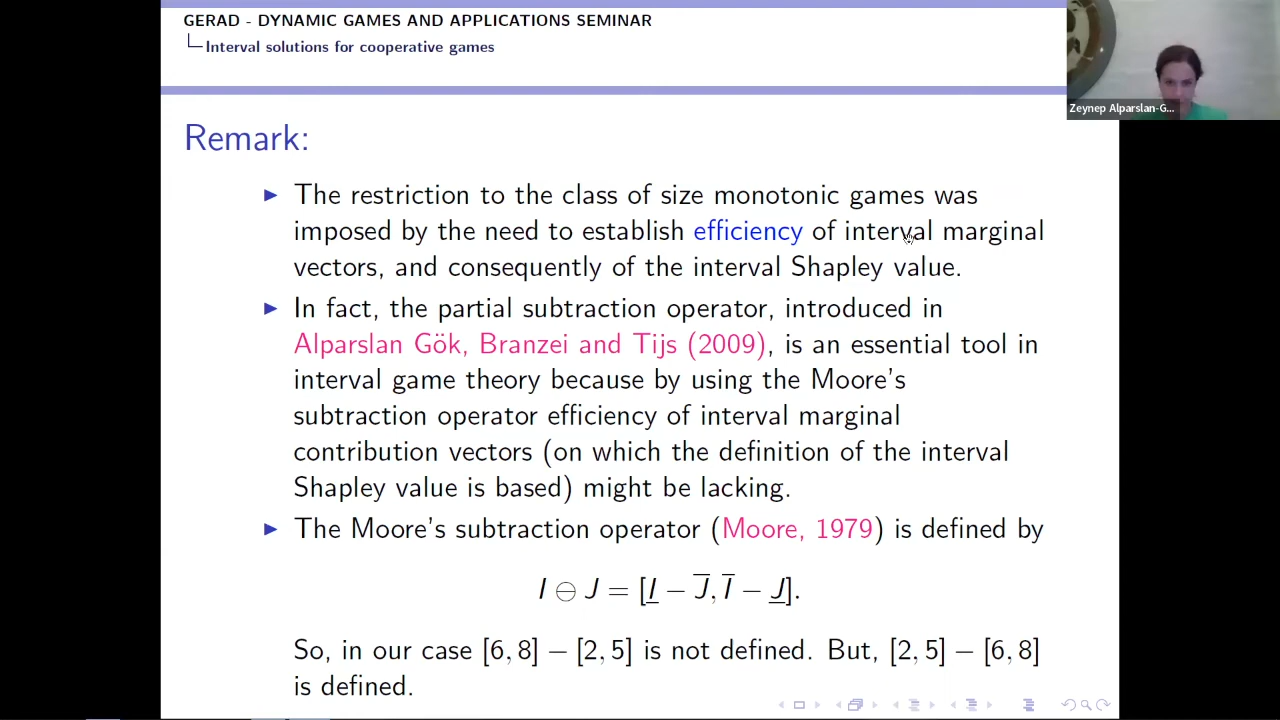 GERAD - DYNAMIC GAMES AND APPLICATIONS SEMINAR
Interval solutions for cooperative games
Zeynep Alparslan-G...
Remark:
▶ The restriction to the class of size monotonic games was
imposed by the need to establish efficiency of interval marginal
vectors, and consequently of the interval Shapley value.
▶ In fact, the partial subtraction operator, introduced in
Alparslan Gök, Branzei and Tijs (2009), is an essential tool in
interval game theory because by using the Moore's
subtraction operator efficiency of interval marginal
contribution vectors (on which the definition of the interval
Shapley value is based) might be lacking.
▶ The Moore's subtraction operator (Moore, 1979) is defined by
I ⊖ J = [I̲ − J̅, I̅ − J̲].
So, in our case [6, 8] − [2, 5] is not defined. But, [2, 5] − [6, 8]
is defined.